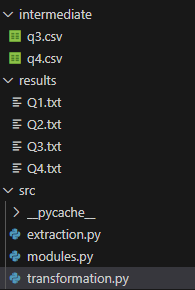 intermediate
q3.csv
q4.csv
results
Q1.txt
Q2.txt
Q3.txt
Q4.txt
src
__pycache__
extraction.py
modules.py
transformation.py